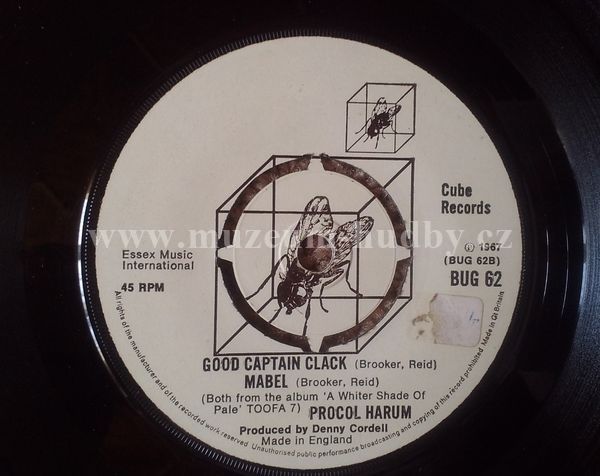 Cube
Records
℗ 1967
(BUG 62B)
BUG 62
Essex Music
International
45 RPM
www.muzeumhudby.cz
GOOD CAPTAIN CLACK (Brooker, Reid)
MABEL (Brooker, Reid)
(Both from the album 'A Whiter Shade Of
Pale' TOOFA 7) PROCOL HARUM
Produced by Denny Cordell
Made in England
All rights of the manufacturer and of the owner of the recorded work reserved. Unauthorised public performance broadcasting and copying of this record prohibited. Made in Gt Britain